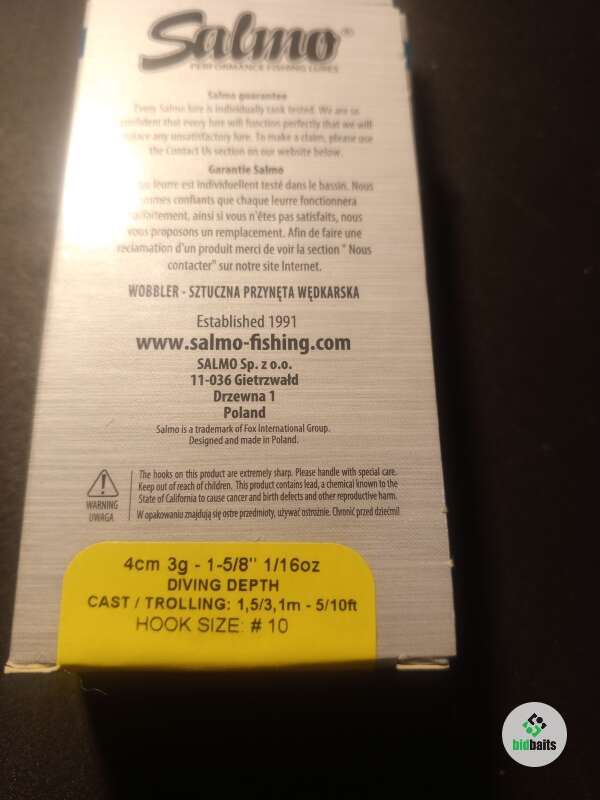 Salmo®
PERFORMANCE FISHING LURES
Salmo guarantee
Every Salmo lure is individually tank tested. We are so
confident that every lure will function perfectly that we will
replace any unsatisfactory lure. To make a claim, please use
the Contact Us section on our website below.
Garantie Salmo
leurre est individuellent testé dans le bassin. Nous
sommes confiants que chaque leurre fonctionnera
parfaitement, ainsi si vous n'êtes pas satisfaits, nous
vous proposons un remplacement. Afin de faire une
reclamation d'un produit merci de voir la section " Nous
contacter" sur notre site Internet.
WOBBLER - SZTUCZNA PRZYNĘTA WĘDKARSKA
Established 1991
www.salmo-fishing.com
SALMO Sp. z o.o.
11-036 Gietrzwałd
Drzewna 1
Poland
Salmo is a trademark of Fox International Group.
Designed and made in Poland.
WARNING
UWAGA
The hooks on this product are extremely sharp. Please handle with special care.
Keep out of reach of children. This product contains lead, a chemical known to the
State of California to cause cancer and birth defects and other reproductive harm.
W opakowaniu znajdują się ostre przedmioty, używać ostrożnie. Chronić przed dziećmi!
4cm 3g - 1-5/8" 1/16oz
DIVING DEPTH
CAST / TROLLING: 1,5/3,1m - 5/10ft
HOOK SIZE: # 10
bidbaits